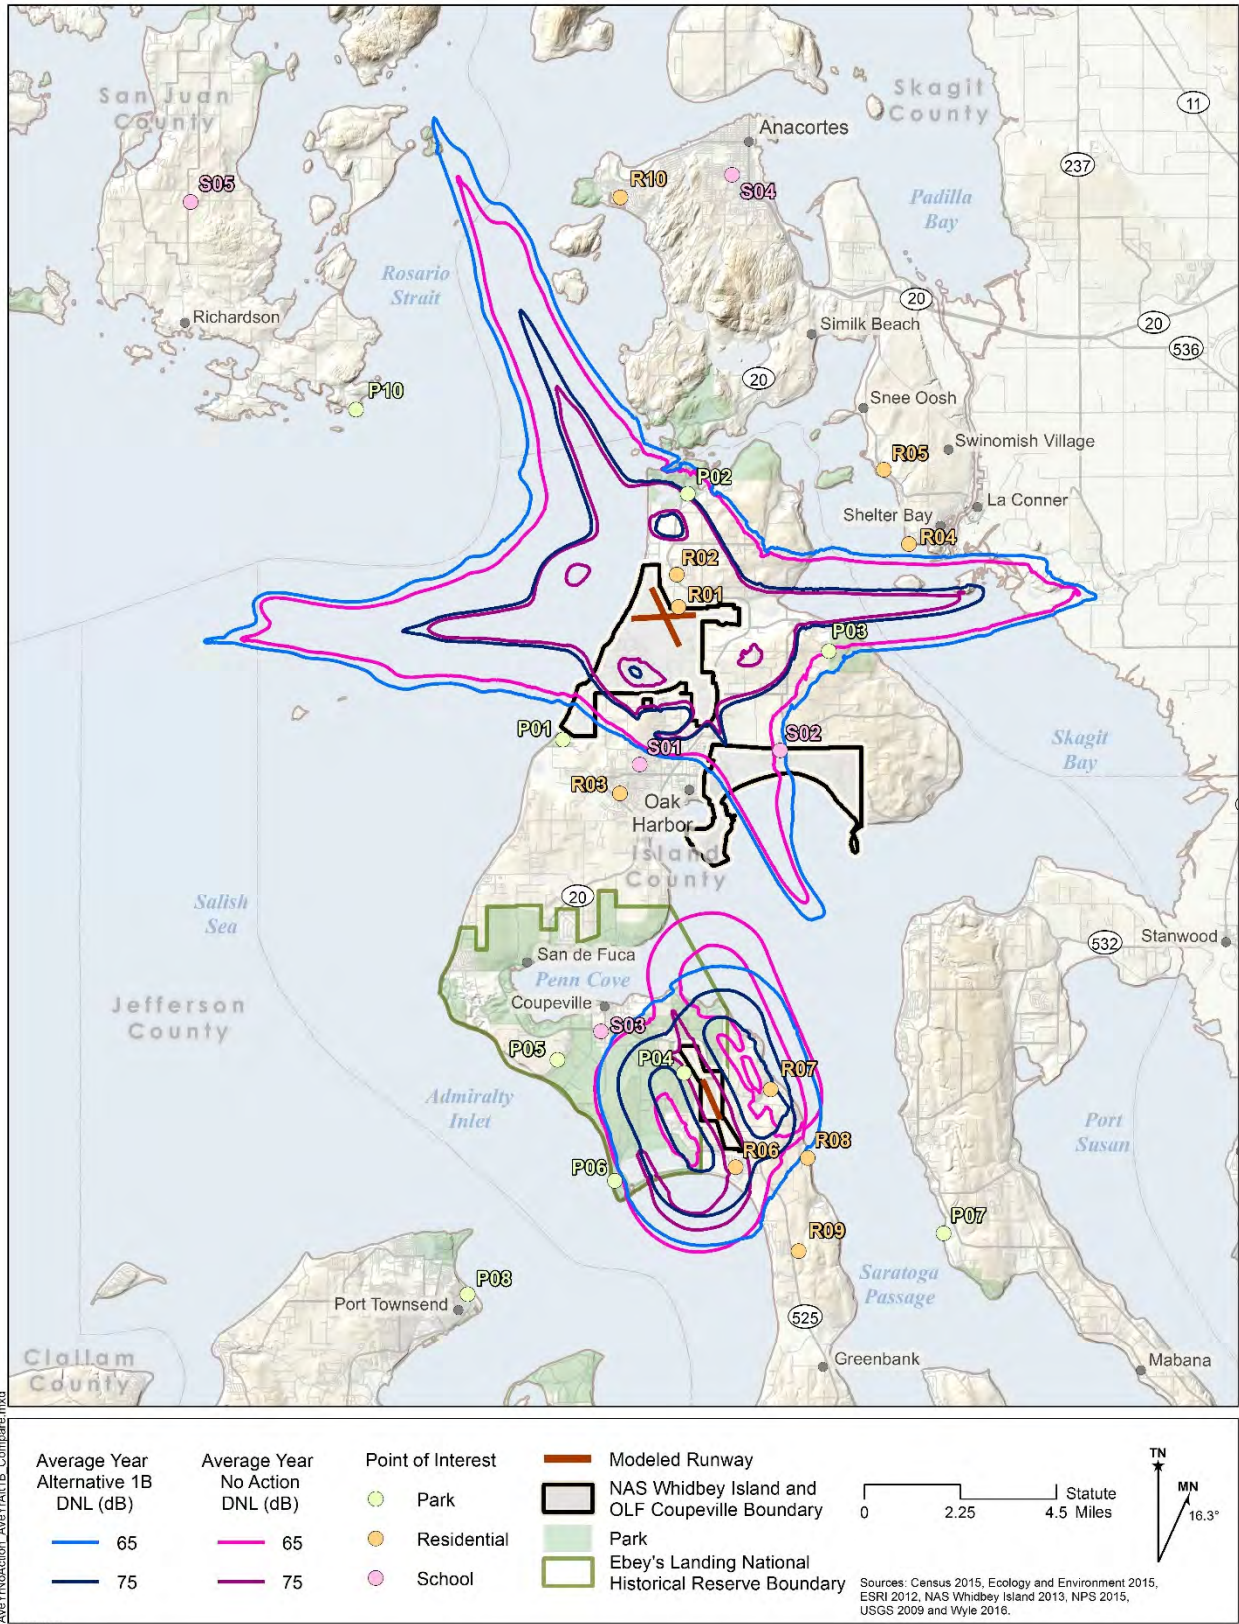 San Juan
County
Skagit
County
11
Anacortes
237
S05
R10
S04
Padilla
Bay
Rosario
Strait
Richardson
20
Similk Beach
20
536
20
P10
Snee Oosh
Swinomish Village
R05
P02
La Conner
Shelter Bay
R04
R02
R01
P03
P01
S01
S02
Skagit
Bay
R03
Oak
Harbor
Island
County
20
Salish
Sea
532
Stanwood
San de Fuca
Penn Cove
Coupeville
Jefferson
County
S03
P05
P04
R07
Admiralty
Inlet
Port
Susan
R08
R06
P06
P07
R09
Saratoga
Passage
P08
Port Townsend
525
Clallam
County
Greenbank
Mabana
Average Year
Alternative 1B
DNL (dB)
65
75
Average Year
No Action
DNL (dB)
65
75
Point of Interest
Park
Residential
School
Modeled Runway
NAS Whidbey Island and
OLF Coupeville Boundary
Park
Ebey's Landing National
Historical Reserve Boundary
Statute
0 2.25 4.5 Miles
TN
MN
16.3°
Sources: Census 2015, Ecology and Environment 2015,
ESRI 2012, NAS Whidbey Island 2013, NPS 2015,
USGS 2009 and Wyle 2016.